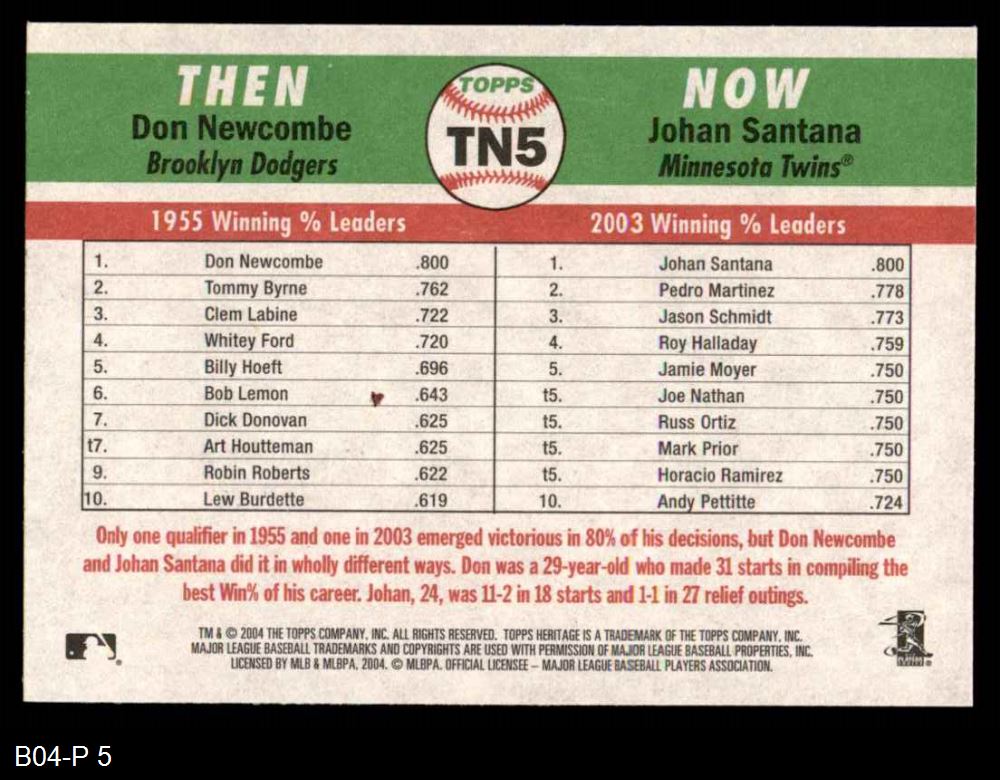 THEN
Don Newcombe
Brooklyn Dodgers
TOPPS
TN5
NOW
Johan Santana
Minnesota Twins®
1955 Winning % Leaders
2003 Winning % Leaders
1. Don Newcombe .800
2. Tommy Byrne .762
3. Clem Labine .722
4. Whitey Ford .720
5. Billy Hoeft .696
6. Bob Lemon .643
7. Dick Donovan .625
t7. Art Houtteman .625
9. Robin Roberts .622
10. Lew Burdette .619
1. Johan Santana .800
2. Pedro Martinez .778
3. Jason Schmidt .773
4. Roy Halladay .759
5. Jamie Moyer .750
t5. Joe Nathan .750
t5. Russ Ortiz .750
t5. Mark Prior .750
t5. Horacio Ramirez .750
10. Andy Pettitte .724
Only one qualifier in 1955 and one in 2003 emerged victorious in 80% of his decisions, but Don Newcombe
and Johan Santana did it in wholly different ways. Don was a 29-year-old who made 31 starts in compiling the
best Win% of his career. Johan, 24, was 11-2 in 18 starts and 1-1 in 27 relief outings.
TM & © 2004 THE TOPPS COMPANY, INC. ALL RIGHTS RESERVED. TOPPS HERITAGE IS A TRADEMARK OF THE TOPPS COMPANY, INC.
MAJOR LEAGUE BASEBALL TRADEMARKS AND COPYRIGHTS ARE USED WITH PERMISSION OF MAJOR LEAGUE BASEBALL PROPERTIES, INC.
LICENSED BY MLB & MLBPA, 2004. © MLBPA. OFFICIAL LICENSEE – MAJOR LEAGUE BASEBALL PLAYERS ASSOCIATION.
B04-P 5